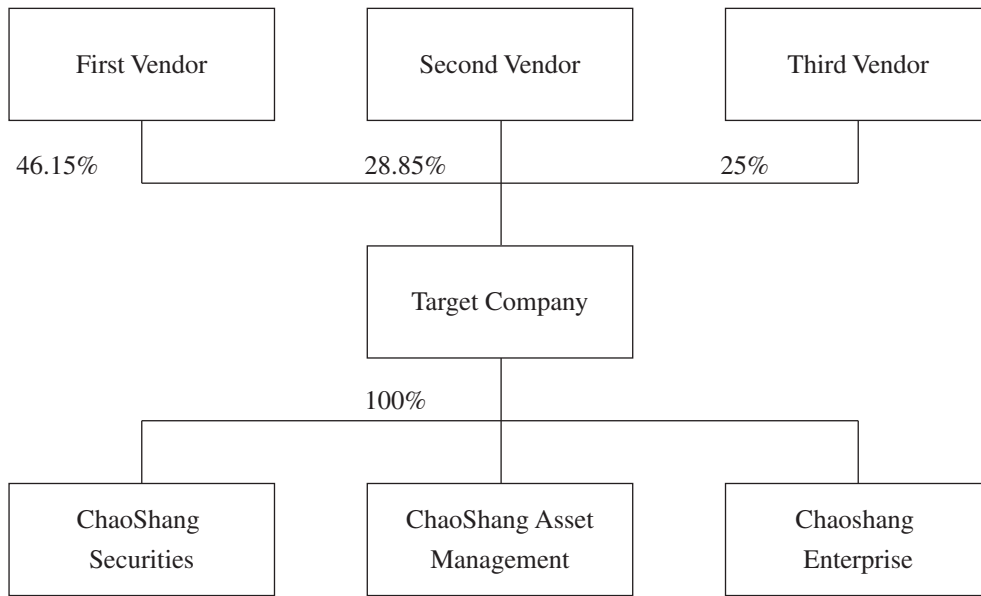 First Vendor
Second Vendor
Third Vendor
46.15%
28.85%
25%
Target Company
100%
ChaoShang
Securities
ChaoShang Asset
Management
Chaoshang
Enterprise